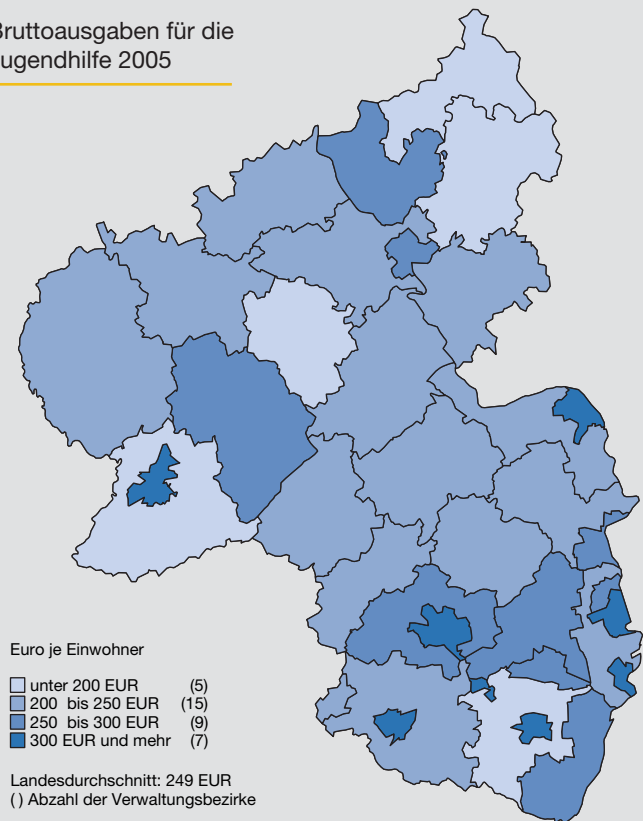 Bruttoausgaben für die
ugendhilfe 2005
Euro je Einwohner
unter 200 EUR (5)
200 bis 250 EUR (15)
250 bis 300 EUR (9)
300 EUR und mehr (7)
Landesdurchschnitt: 249 EUR
( ) Abzahl der Verwaltungsbezirke